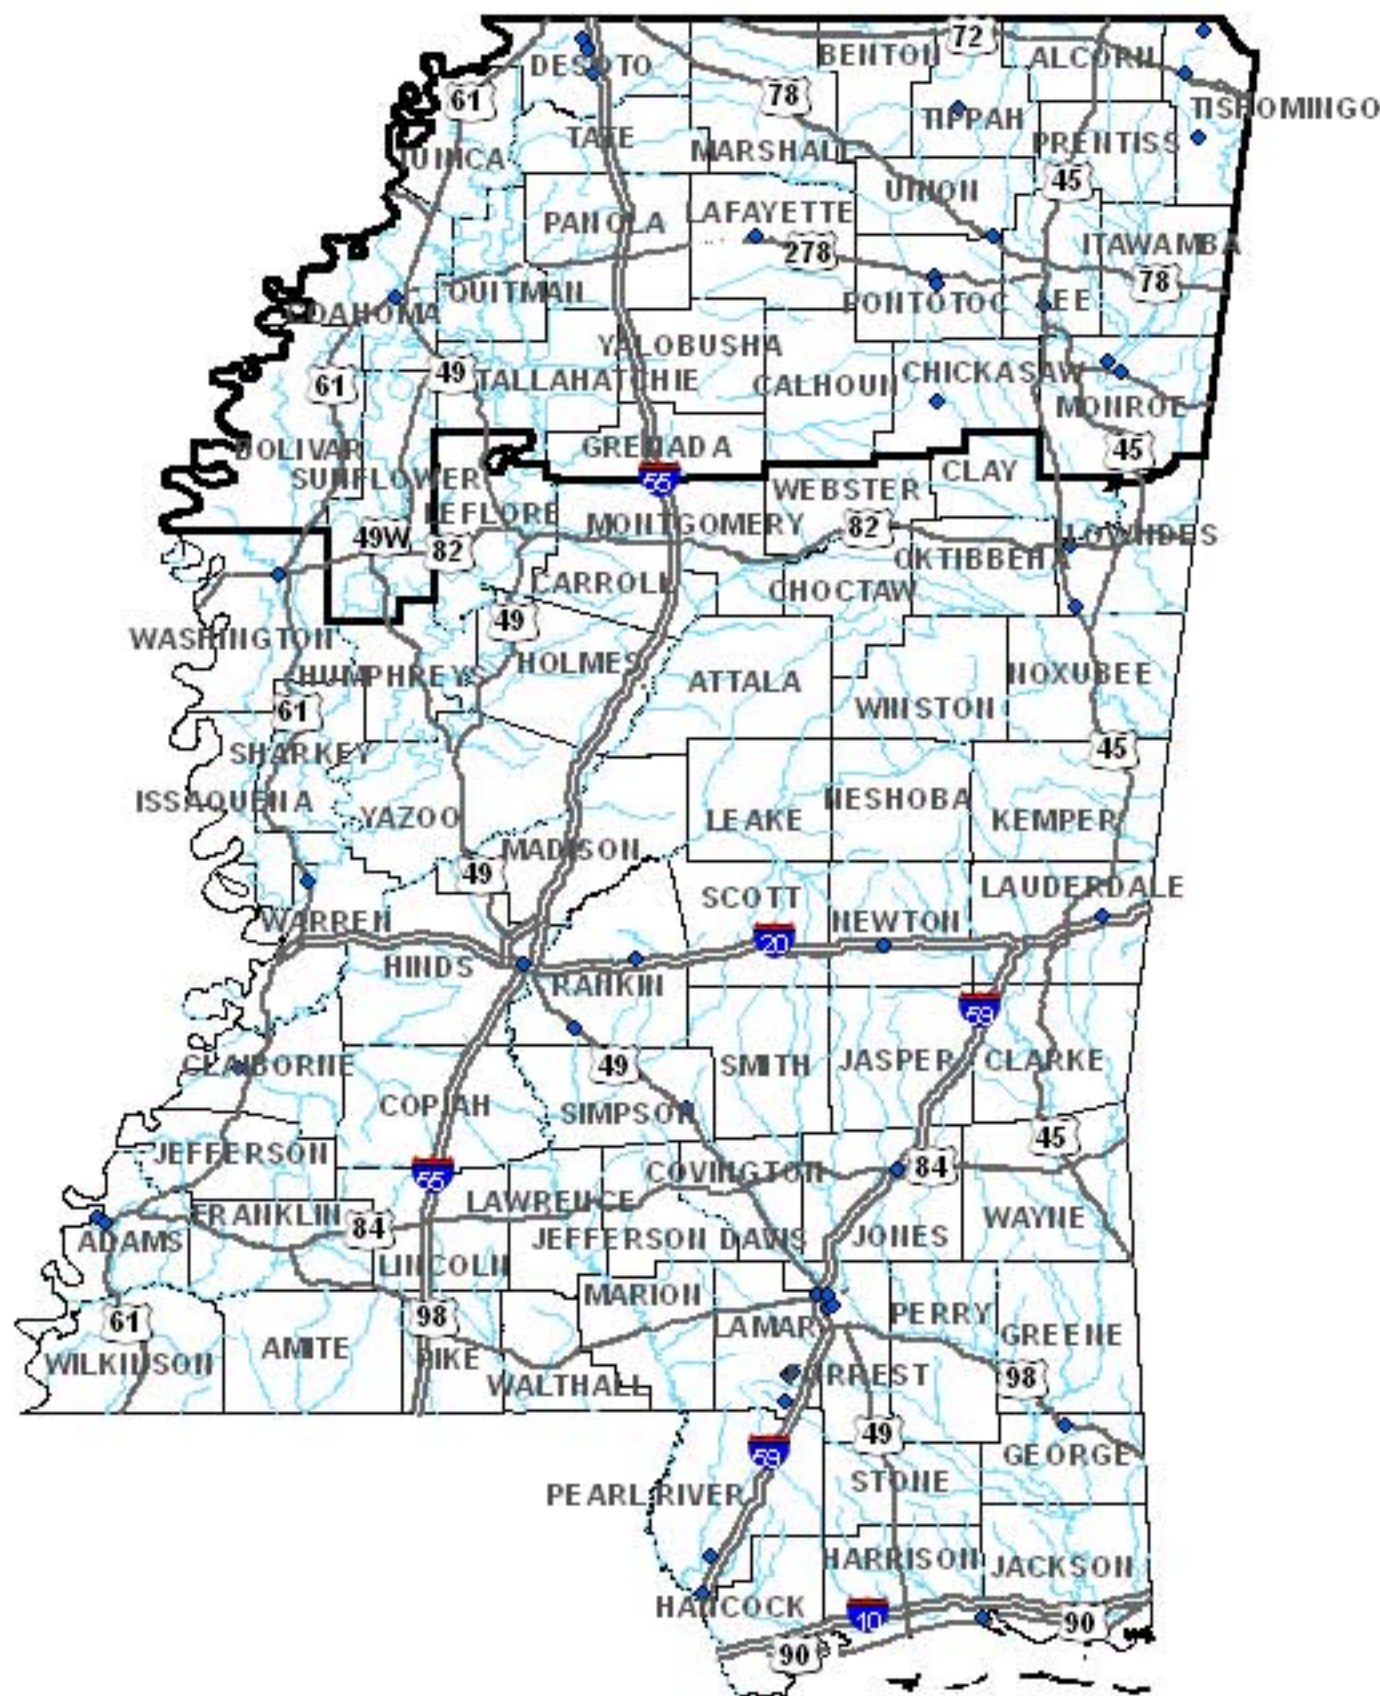 72
BENTON
ALCORN
DESOTO
61
78
TISHOMINGO
TIPPAH
TATE
PRENTISS
MARSHALL
TUNICA
45
UNION
LAFAYETTE
PANOLA
ITAWAMBA
278
78
QUITMAN
PONTOTOC
LEE
COAHOMA
YALOBUSHA
49
CHICKASAW
TALLAHATCHIE
61
CALHOUN
MONROE
GRENADA
BOLIVAR
45
CLAY
SUNFLOWER
55
WEBSTER
LEFLORE
MONTGOMERY
82
LOWNDES
49W
82
OKTIBBEHA
CARROLL
CHOCTAW
49
WASHINGTON
HOLMES
HUMPHREYS
ATTALA
NOXUBEE
WINSTON
61
45
SHARKEY
ISSAQUENA
NESHOBA
YAZOO
LEAKE
KEMPER
MADISON
49
LAUDERDALE
SCOTT
WARREN
NEWTON
20
HINDS
RANKIN
59
CLAIBORNE
49
SMITH
JASPER
CLARKE
COPIAH
SIMPSON
45
JEFFERSON
55
COVINGTON
84
LAWRENCE
FRANKLIN
84
WAYNE
ADAMS
JEFFERSON DAVIS
JONES
LINCOLN
MARION
61
98
PERRY
LAMAR
GREENE
AMITE
WILKINSON
PIKE
WALTHALL
FORREST
98
49
59
GEORGE
STONE
PEARL RIVER
HARRISON
JACKSON
HANCOCK
10
90
90